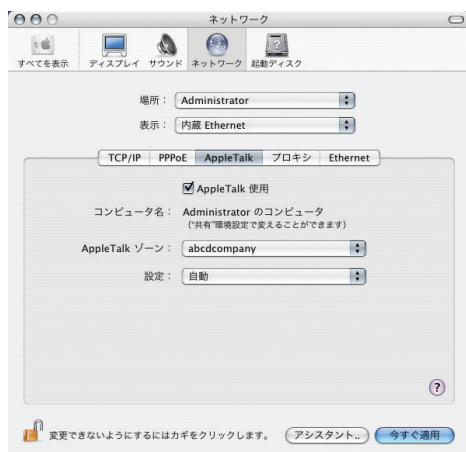 ネットワーク
すべてを表示 ディスプレイ サウンド ネットワーク 起動ディスク
場所： Administrator
表示： 内蔵 Ethernet
TCP/IP PPPoE AppleTalk プロキシ Ethernet
AppleTalk 使用
コンピュータ名： Administrator のコンピュータ
(“共有”環境設定で変えることができます)
AppleTalk ゾーン： abcdcompany
設定： 自動
?
変更できないようにするにはカギをクリックします。 アシスタント.. 今すぐ適用